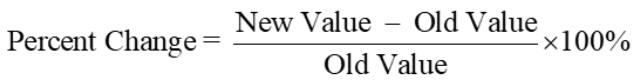 Percent Change = New Value – Old Value / Old Value ×100%